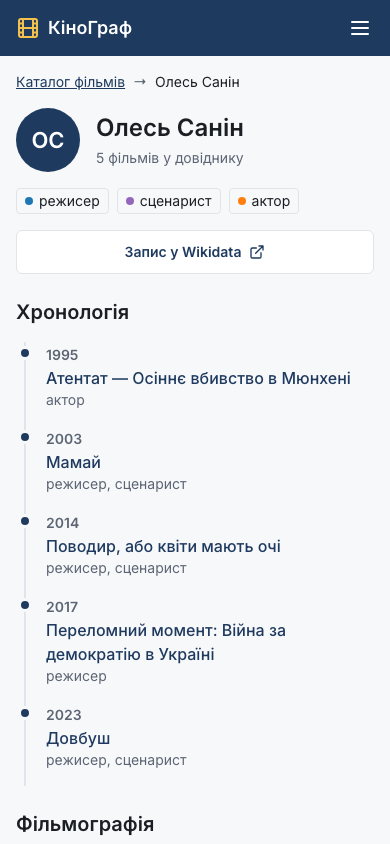 КіноГраф
Каталог фільмів → Олесь Санін
ОС
Олесь Санін
5 фільмів у довіднику
режисер
сценарист
актор
Запис у Wikidata
Хронологія
1995
Атентат — Осіннє вбивство в Мюнхені
актор
2003
Мамай
режисер, сценарист
2014
Поводир, або квіти мають очі
режисер, сценарист
2017
Переломний момент: Війна за
демократію в Україні
режисер
2023
Довбуш
режисер, сценарист
Фільмографія